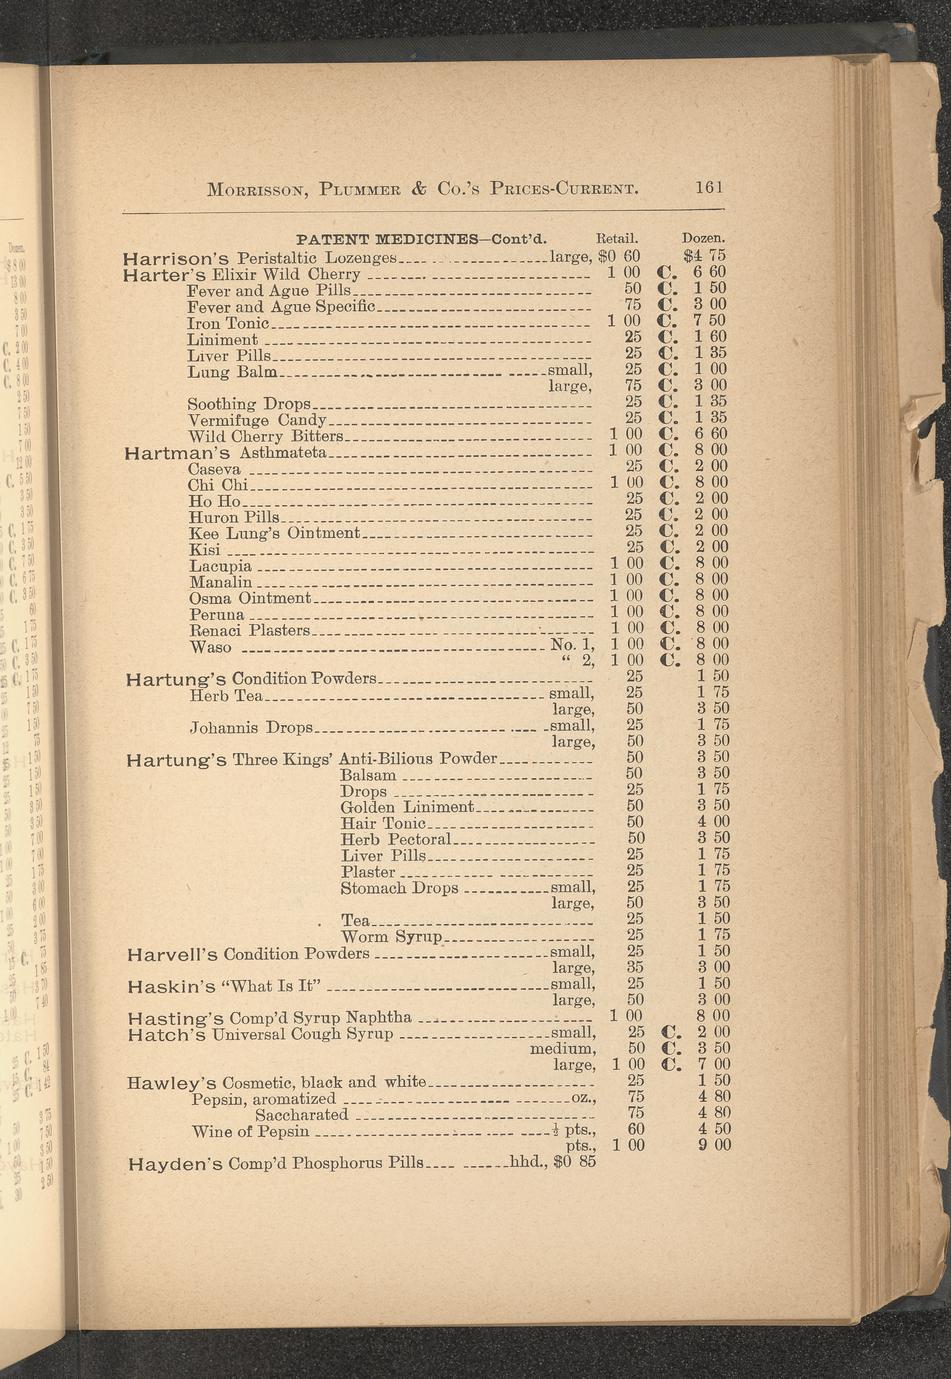 MORRISSON, PLUMMER & CO.'S PRICES-CURRENT. 161
PATENT MEDICINES—Cont'd. Retail. Dozen.
Harrison's Peristaltic Lozenges large, $0 60 $4 75
Harter's Elixir Wild Cherry 1 00 C. 6 60
Fever and Ague Pills 50 C. 1 50
Fever and Ague Specific 75 C. 3 00
Iron Tonic 1 00 C. 7 50
Liniment 25 C. 1 60
Liver Pills 25 C. 1 35
Lung Balm small, 25 C. 1 00
large, 75 C. 3 00
Soothing Drops 25 C. 1 35
Vermifuge Candy 25 C. 1 35
Wild Cherry Bitters 1 00 C. 6 60
Hartman's Asthmateta 1 00 C. 8 00
Caseva 25 C. 2 00
Chi Chi 1 00 C. 8 00
Ho Ho 25 C. 2 00
Huron Pills 25 C. 2 00
Kee Lung's Ointment 25 C. 2 00
Kisi 25 C. 2 00
Lacupia 1 00 C. 8 00
Manalin 1 00 C. 8 00
Osma Ointment 1 00 C. 8 00
Peruna 1 00 C. 8 00
Renaci Plasters 1 00 C. 8 00
Waso No. 1, 1 00 C. 8 00
" 2, 1 00 C. 8 00
Hartung's Condition Powders 25 1 50
Herb Tea small, 25 1 75
large, 50 3 50
Johannis Drops small, 25 1 75
large, 50 3 50
Hartung's Three Kings' Anti-Bilious Powder 50 3 50
Balsam 50 3 50
Drops 25 1 75
Golden Liniment 50 3 50
Hair Tonic 50 4 00
Herb Pectoral 50 3 50
Liver Pills 25 1 75
Plaster 25 1 75
Stomach Drops small, 25 1 75
large, 50 3 50
Tea 25 1 50
Worm Syrup 25 1 75
Harvell's Condition Powders small, 25 1 50
large, 35 3 00
Haskin's "What Is It" small, 25 1 50
large, 50 3 00
Hasting's Comp'd Syrup Naphtha 1 00 8 00
Hatch's Universal Cough Syrup small, 25 C. 2 00
medium, 50 C. 3 50
large, 1 00 C. 7 00
Hawley's Cosmetic, black and white 25 1 50
Pepsin, aromatized oz., 75 4 80
Saccharated 75 4 80
Wine of Pepsin ½ pts., 60 4 50
pts., 1 00 9 00
Hayden's Comp'd Phosphorus Pills hhd., $0 85